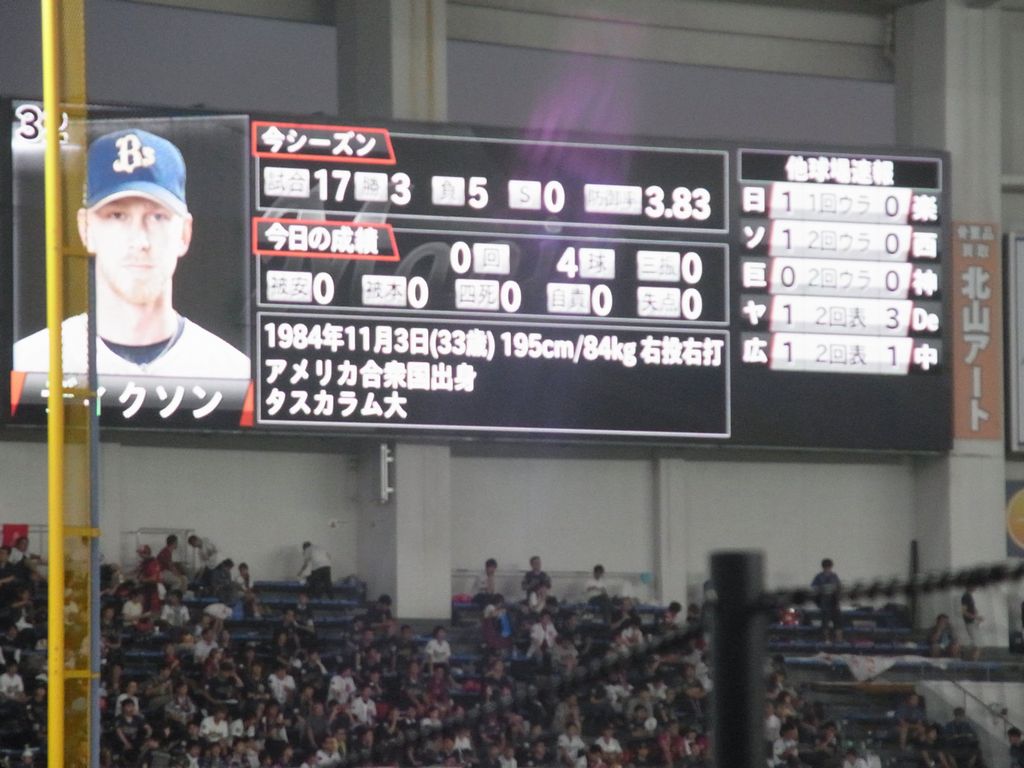 32
Bs
クソン
今シーズン
試合 17 勝 3 負 5 S 0 防御率 3.83
今日の成績
0 回 4 球 三振 0
被安 0 被本 0 四死 0 自責 0 失点 0
1984年11月3日(33歳) 195cm/84kg 右投右打
アメリカ合衆国出身
タスカラム大
他球場速報
日 1 1回ウラ 0 楽
ソ 1 2回ウラ 0 西
巨 0 2回ウラ 0 神
ヤ 1 2回表 3 De
広 1 2回表 1 中
買取
北山アート